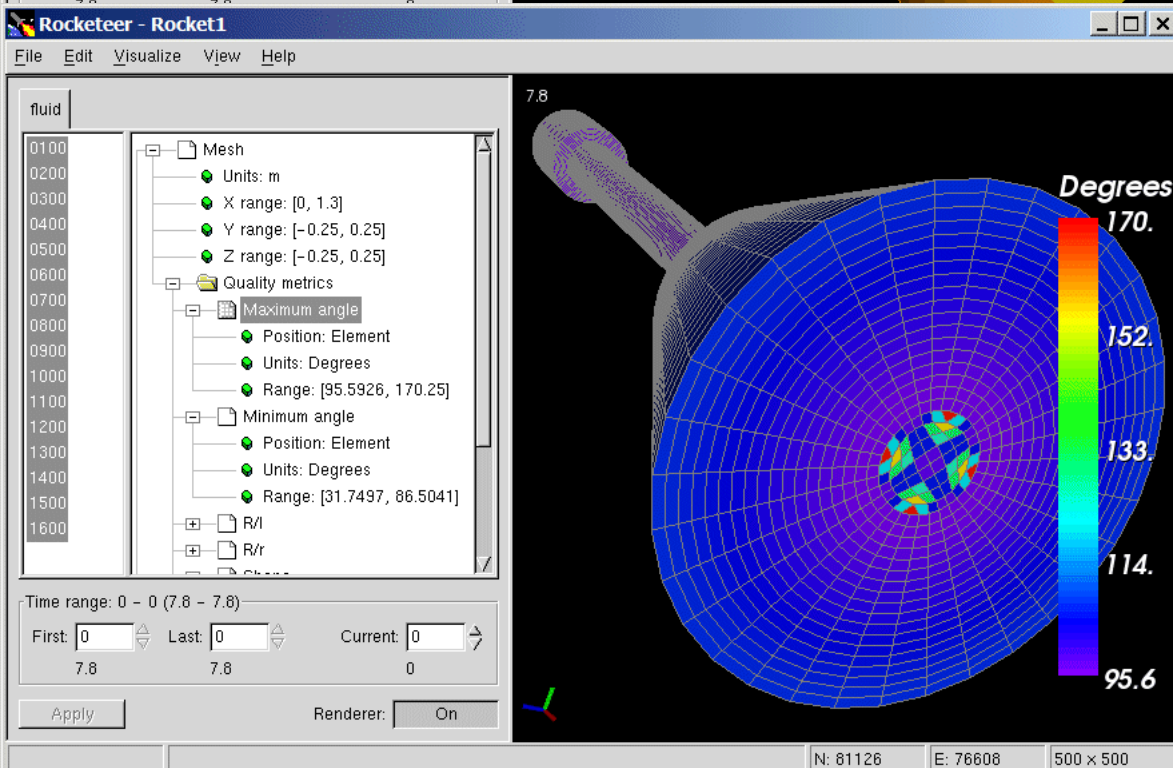 Rocketeer - Rocket1
File Edit Visualize View Help
fluid
0100
0200
0300
0400
0500
0600
0700
0800
0900
1000
1100
1200
1300
1400
1500
1600
Mesh
Units: m
X range: [0, 1.3]
Y range: [-0.25, 0.25]
Z range: [-0.25, 0.25]
Quality metrics
Maximum angle
Position: Element
Units: Degrees
Range: [95.5926, 170.25]
Minimum angle
Position: Element
Units: Degrees
Range: [31.7497, 86.5041]
R/l
R/r
Time range: 0 - 0 (7.8 - 7.8)
First: 0 Last: 0 Current: 0
7.8 7.8 0
Apply Renderer: On
7.8
Degrees
170.
152.
133.
114.
95.6
N: 81126 E: 76608 500 × 500